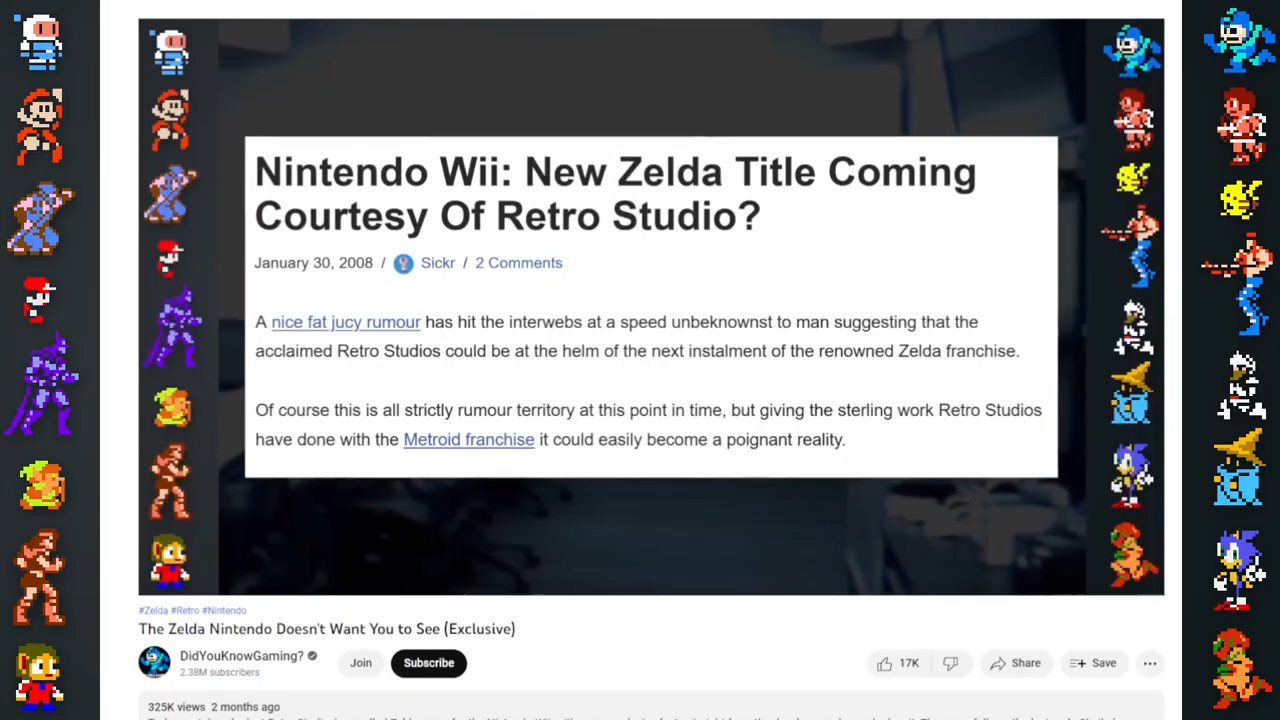 Nintendo Wii: New Zelda Title Coming
Courtesy Of Retro Studio?
January 30, 2008 / Sickr / 2 Comments
A nice fat jucy rumour has hit the interwebs at a speed unbeknownst to man suggesting that the
acclaimed Retro Studios could be at the helm of the next instalment of the renowned Zelda franchise.
Of course this is all strictly rumour territory at this point in time, but giving the sterling work Retro Studios
have done with the Metroid franchise it could easily become a poignant reality.
#Zelda #Retro #Nintendo
The Zelda Nintendo Doesn't Want You to See (Exclusive)
DidYouKnowGaming?
2.38M subscribers
Join
Subscribe
17K
Share
Save
325K views 2 months ago